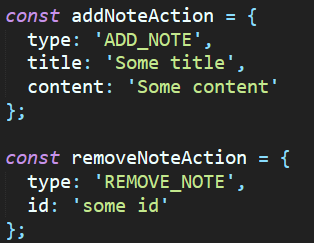 const addNoteAction = {
  type: 'ADD_NOTE',
  title: 'Some title',
  content: 'Some content'
};

const removeNoteAction = {
  type: 'REMOVE_NOTE',
  id: 'some id'
};